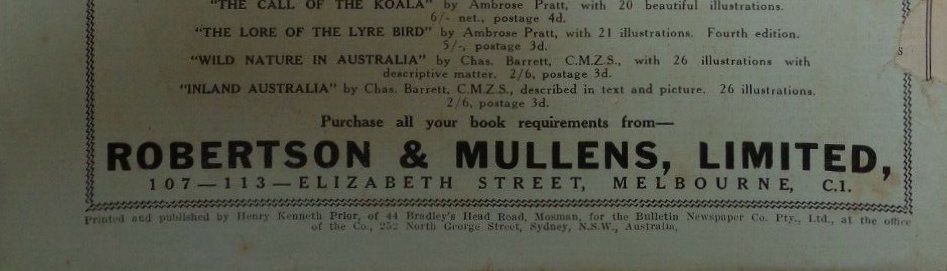 "THE CALL OF THE KOALA" by Ambrose Pratt, with 20 beautiful illustrations.
6/- net., postage 4d.
"THE LORE OF THE LYRE BIRD" by Ambrose Pratt, with 21 illustrations. Fourth edition.
5/-, postage 3d.
"WILD NATURE IN AUSTRALIA" by Chas. Barrett, C.M.Z.S., with 26 illustrations with
descriptive matter. 2/6, postage 3d.
"INLAND AUSTRALIA" by Chas. Barrett, C.M.Z.S., described in text and picture. 26 illustrations.
2/6, postage 3d.
Purchase all your book requirements from—
ROBERTSON & MULLENS, LIMITED,
107—113—ELIZABETH STREET, MELBOURNE, C.1.
Printed and published by Henry Kenneth Prior, of 44 Bradley's Head Road, Mosman, for the Bulletin Newspaper Co. Pty., Ltd., at the office
of the Co., 252 North George Street, Sydney, N.S.W., Australia,